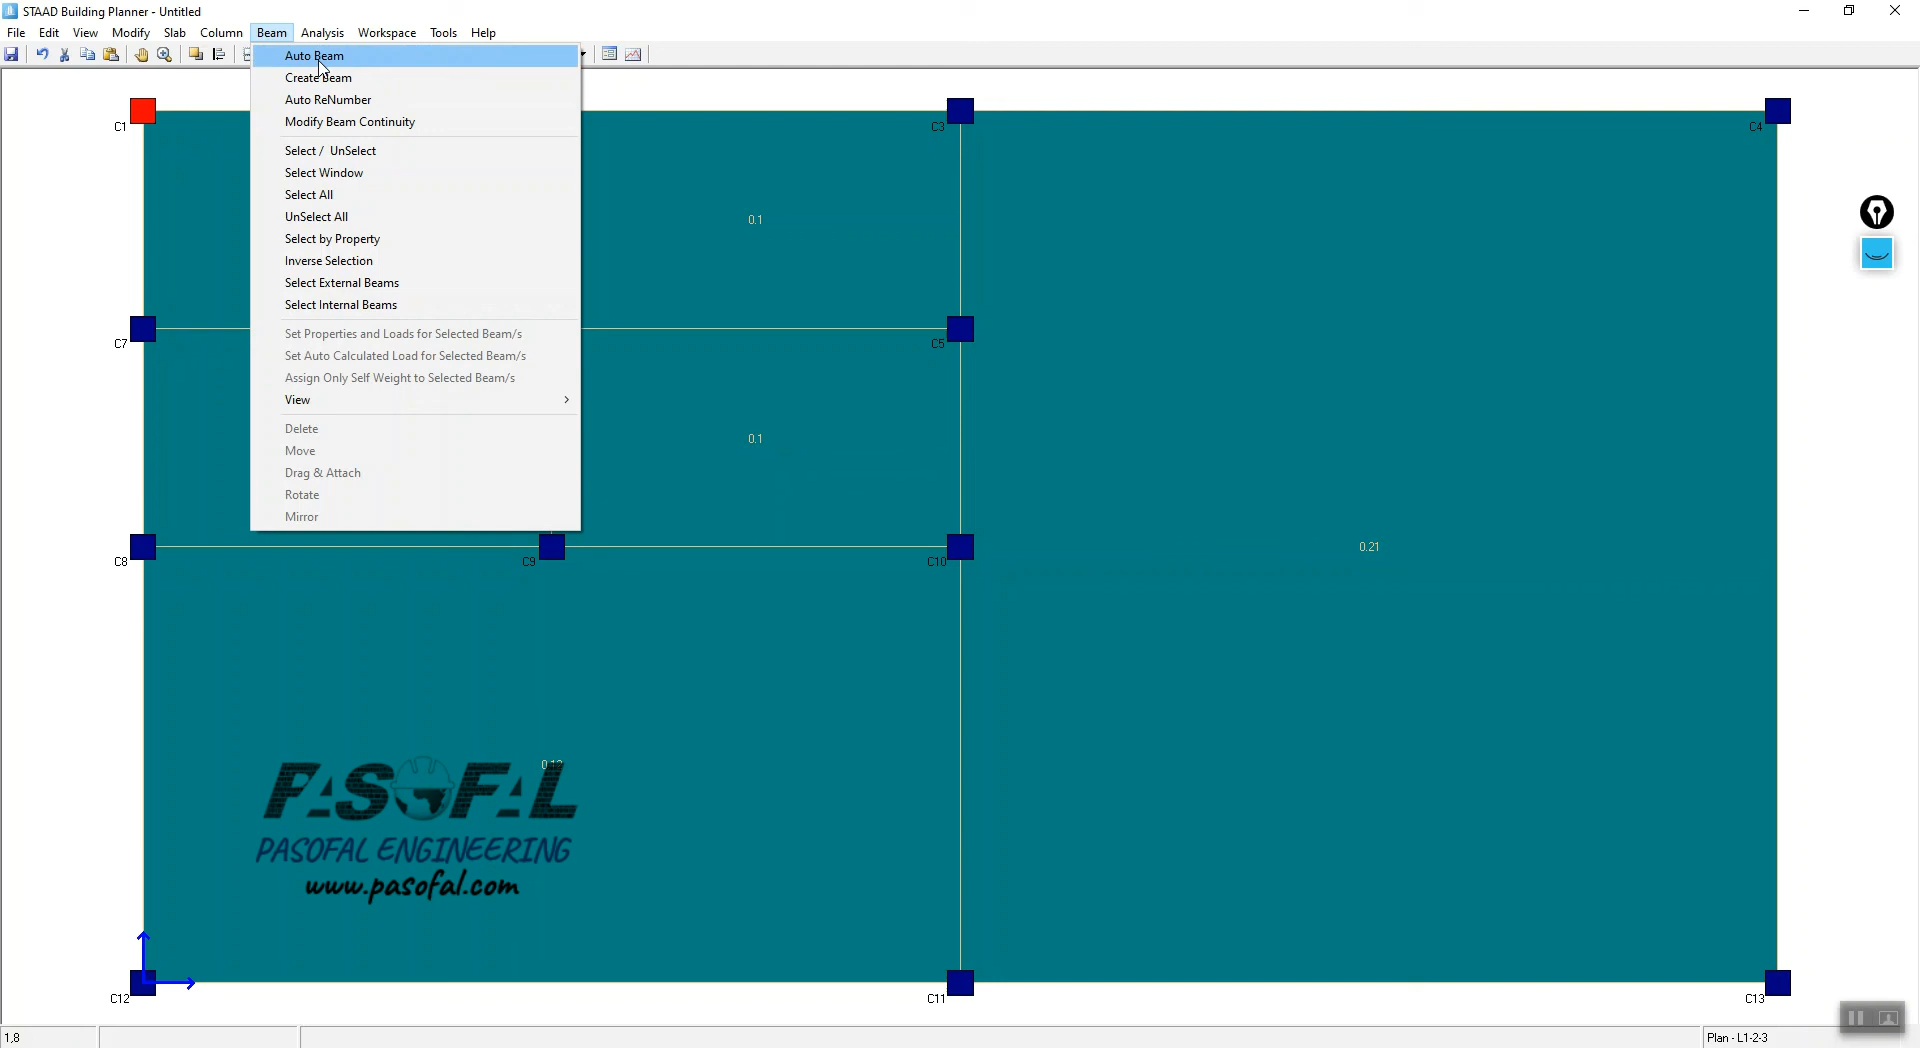 STAAD Building Planner - Untitled
File Edit View Modify Slab Column Beam Analysis Workspace Tools Help
Auto Beam
Create Beam
Auto ReNumber
Modify Beam Continuity
Select / UnSelect
Select Window
Select All
UnSelect All
Select by Property
Inverse Selection
Select External Beams
Select Internal Beams
Set Properties and Loads for Selected Beam/s
Set Auto Calculated Load for Selected Beam/s
Assign Only Self Weight to Selected Beam/s
View
Delete
Move
Drag & Attach
Rotate
Mirror
C1
C3
C4
0.1
C7
C5
0.1
C8
C9
C10
0.21
0.12
PASOFAL
PASOFAL ENGINEERING
www.pasofal.com
C12
C11
C13
1,8
Plan - L1-2-3